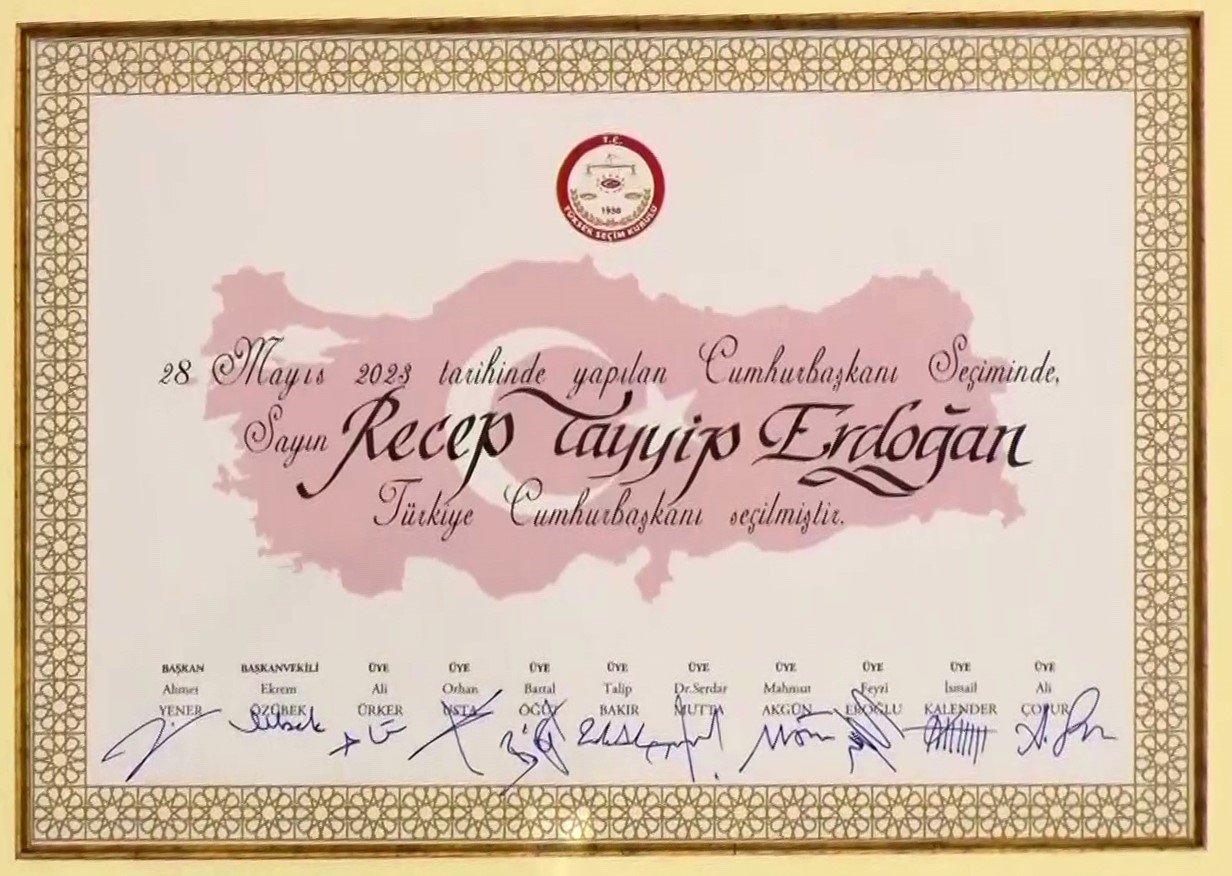 T.C.
1950
YÜKSEK SEÇİM KURULU
28 Mayıs 2023 tarihinde yapılan Cumhurbaşkanı Seçiminde,
Sayın Recep Tayyip Erdoğan
Türkiye Cumhurbaşkanı seçilmiştir.
BAŞKAN BAŞKANVEKİLİ ÜYE ÜYE ÜYE ÜYE ÜYE ÜYE ÜYE ÜYE ÜYE
Ahmet Ekrem Ali Orhan Battal Talip Dr.Serdar Mahmut Feyzi İsmail Ali
YENER ÖZÜBEK ÜRKER USTA ÖĞÜT BAKIR MUTTA AKGÜN EROĞLU KALENDER ÇOPUR